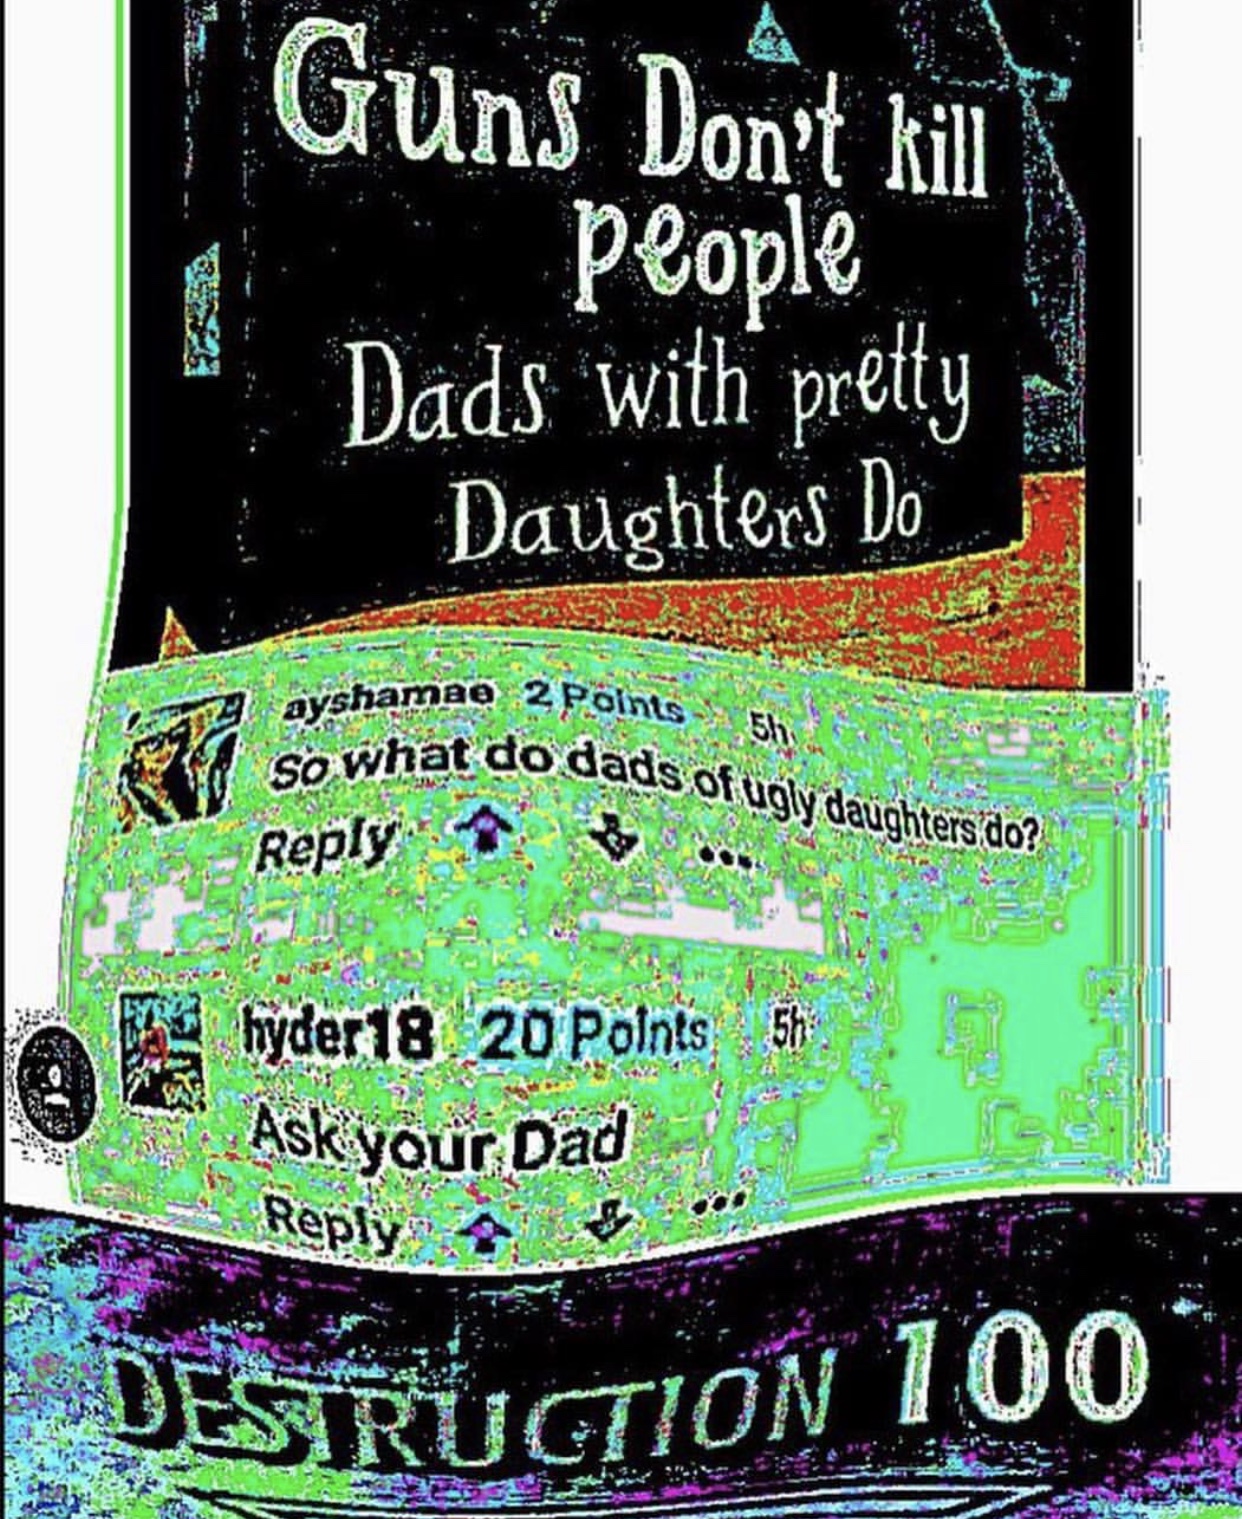 Guns Don't kill
people
Dads with pretty
Daughters Do
ayshamae 2 Points 5h
So what do dads of ugly daughters do?
Reply
hyder18 20 Points 5h
Ask your Dad
Reply
DESTRUCTION 100